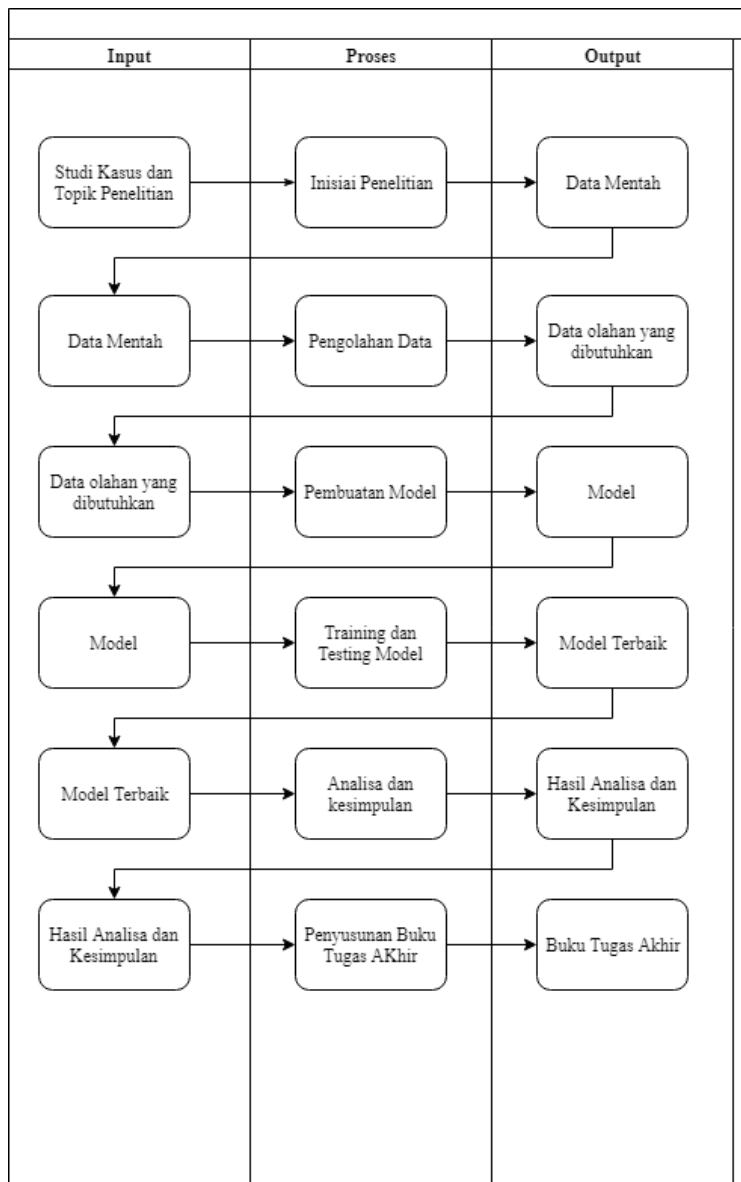 Input
Proses
Output
Studi Kasus dan
Topik Penelitian
Inisiai Penelitian
Data Mentah
Data Mentah
Pengolahan Data
Data olahan yang
dibutuhkan
Data olahan yang
dibutuhkan
Pembuatan Model
Model
Model
Training dan
Testing Model
Model Terbaik
Model Terbaik
Analisa dan
kesimpulan
Hasil Analisa dan
Kesimpulan
Hasil Analisa dan
Kesimpulan
Penyusunan Buku
Tugas AKhir
Buku Tugas Akhir